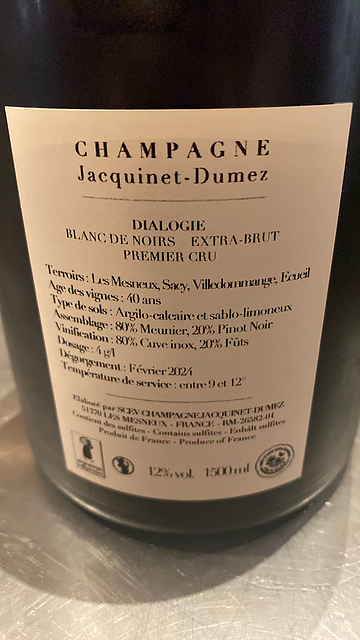 CHAMPAGNE
Jacquinet-Dumez
DIALOGIE
BLANC DE NOIRS EXTRA-BRUT
PREMIER CRU
Terroirs : Les Mesneux, Sacy, Villedommange, Ecueil
Age des vignes : 40 ans
Type de sols : Argilo-calcaire et sablo-limoneux
Assemblage : 80% Meunier, 20% Pinot Noir
Vinification : 80% Cuve inox, 20% Fûts
Dosage : 4 g/l
Dégorgement : Février 2024
Température de service : entre 9 et 12°
Elaboré par SCEV CHAMPAGNE JACQUINET-DUMEZ
51370 LES MESNEUX - FRANCE - RM-26582-01
Contient des sulfites - Contains sulfites - Enhält sulfites
Produit de France - Produce of France
12% vol. 1500 ml